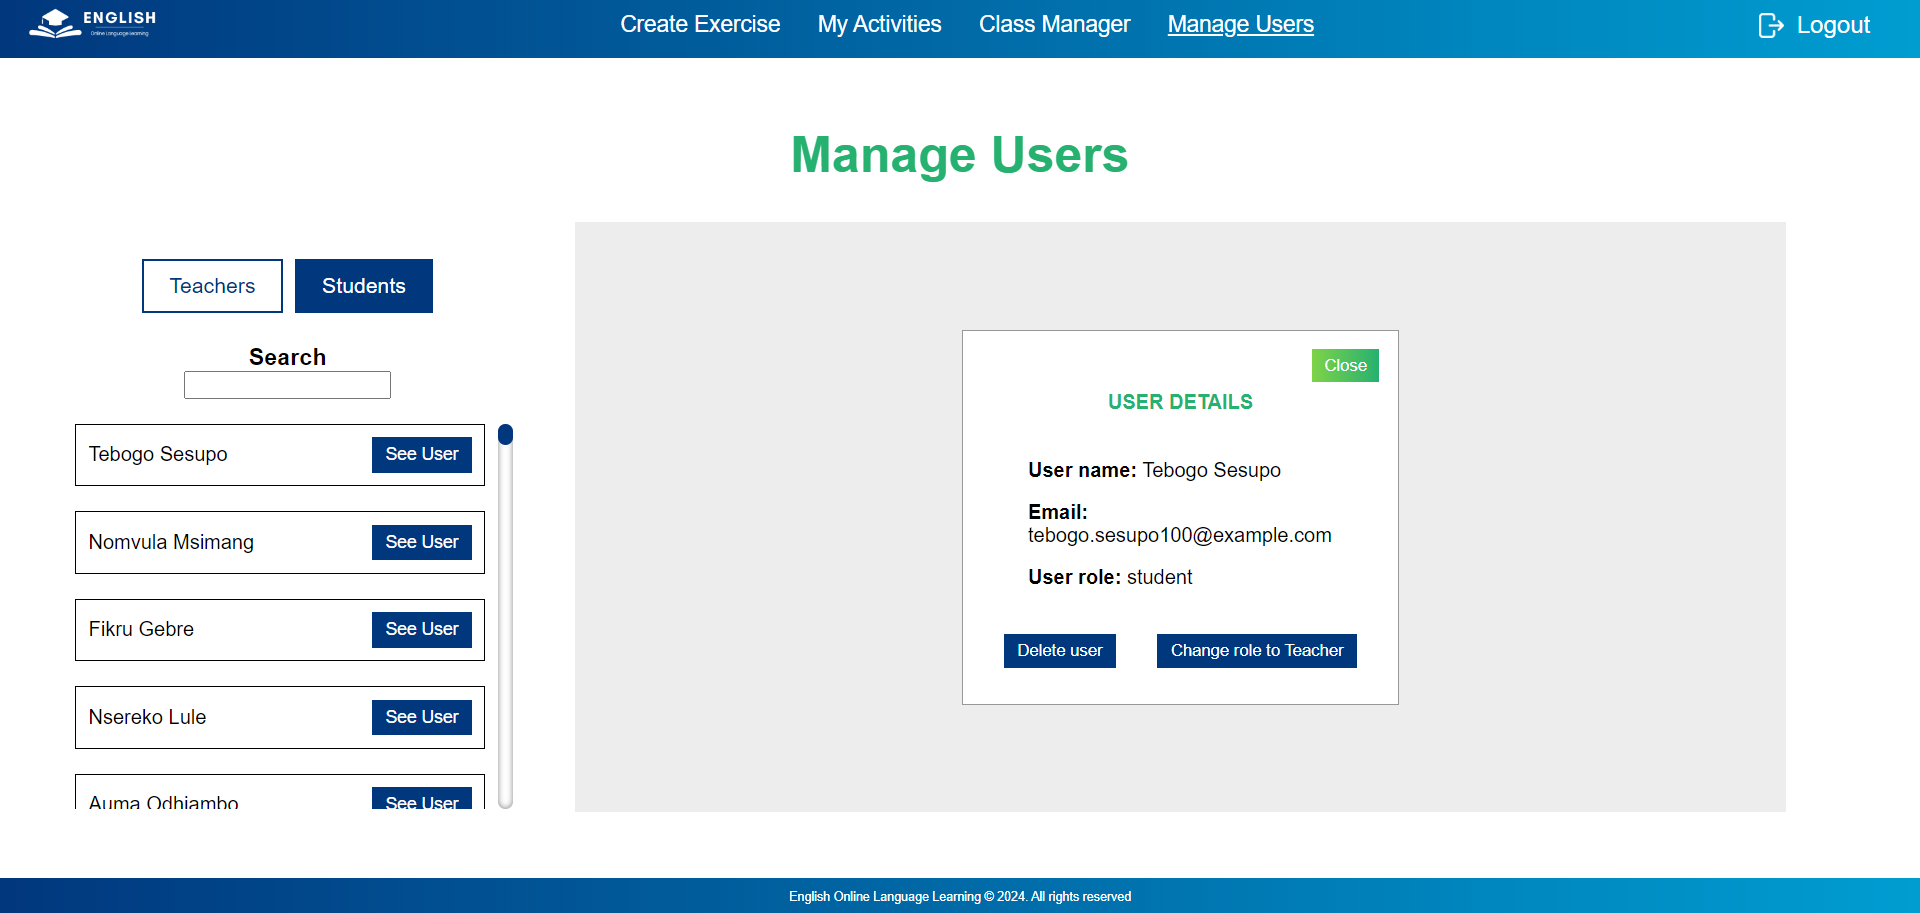 ENGLISH
Online Language learning
Create Exercise
My Activities
Class Manager
Manage Users
Logout
Manage Users
Teachers
Students
Search
Tebogo Sesupo
See User
Nomvula Msimang
See User
Fikru Gebre
See User
Nsereko Lule
See User
Auma Odhiambo
See User
Close
USER DETAILS
User name: Tebogo Sesupo
Email:
tebogo.sesupo100@example.com
User role: student
Delete user
Change role to Teacher
English Online Language Learning © 2024. All rights reserved